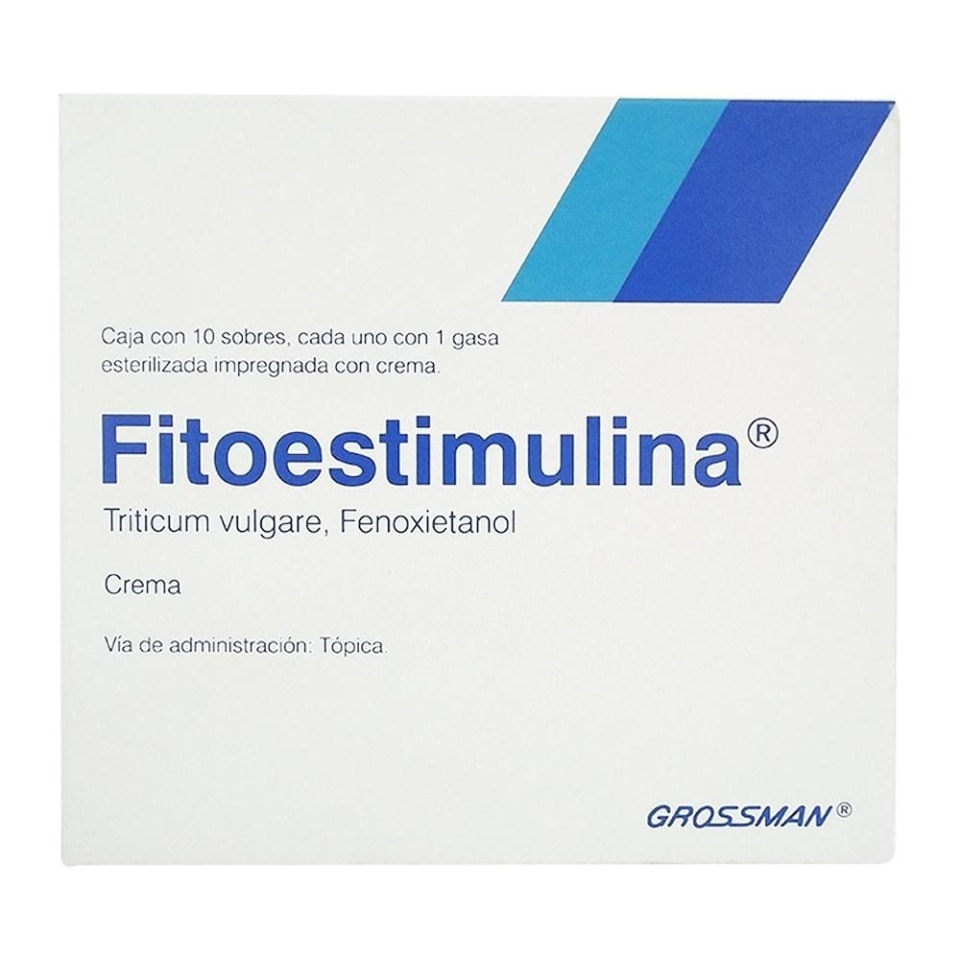 Caja con 10 sobres, cada uno con 1 gasa
esterilizada impregnada con crema.
Fitoestimulina®
Triticum vulgare, Fenoxietanol
Crema
Vía de administración: Tópica.
GROSSMAN®